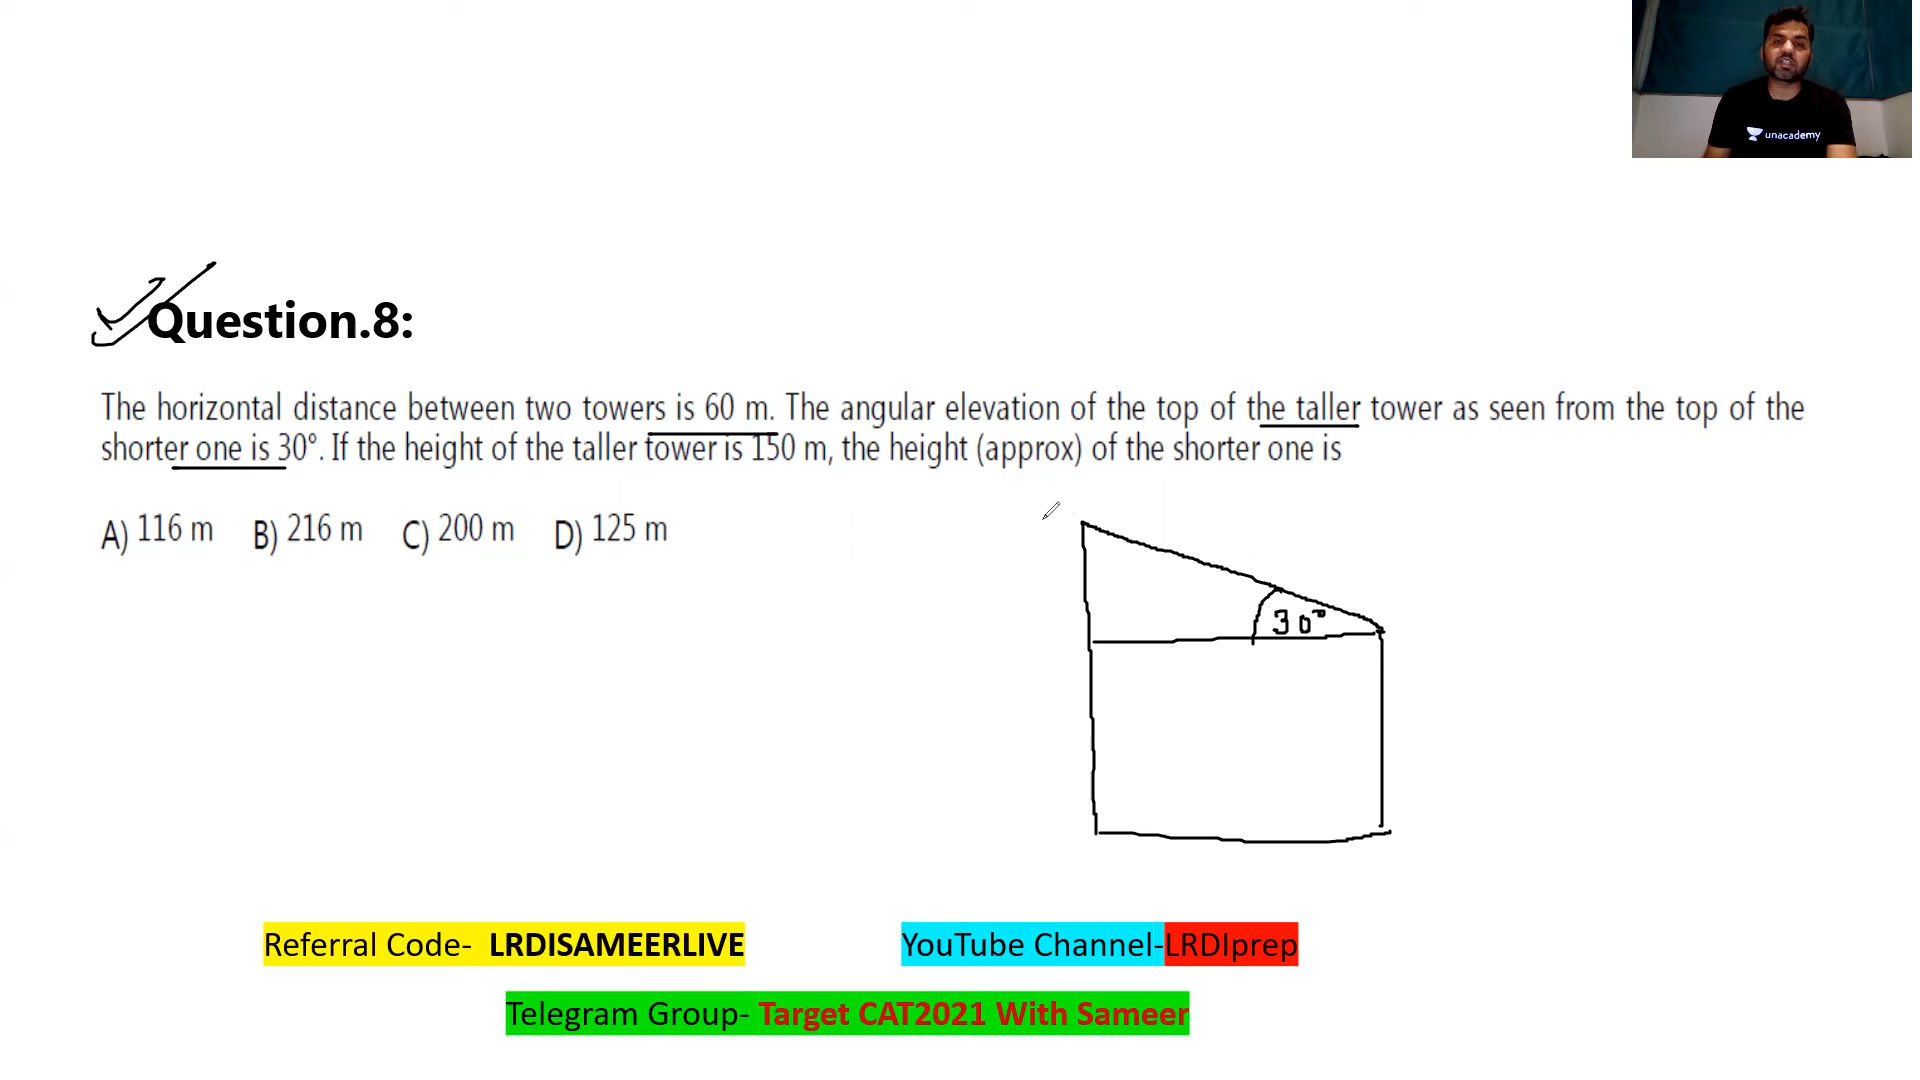 unacademy
Question.8:
The horizontal distance between two towers is 60 m. The angular elevation of the top of the taller tower as seen from the top of the
shorter one is 30°. If the height of the taller tower is 150 m, the height (approx) of the shorter one is
A) 116 m B) 216 m C) 200 m D) 125 m
30°
Referral Code- LRDISAMEERLIVE
YouTube Channel-LRDIprep
Telegram Group- Target CAT2021 With Sameer